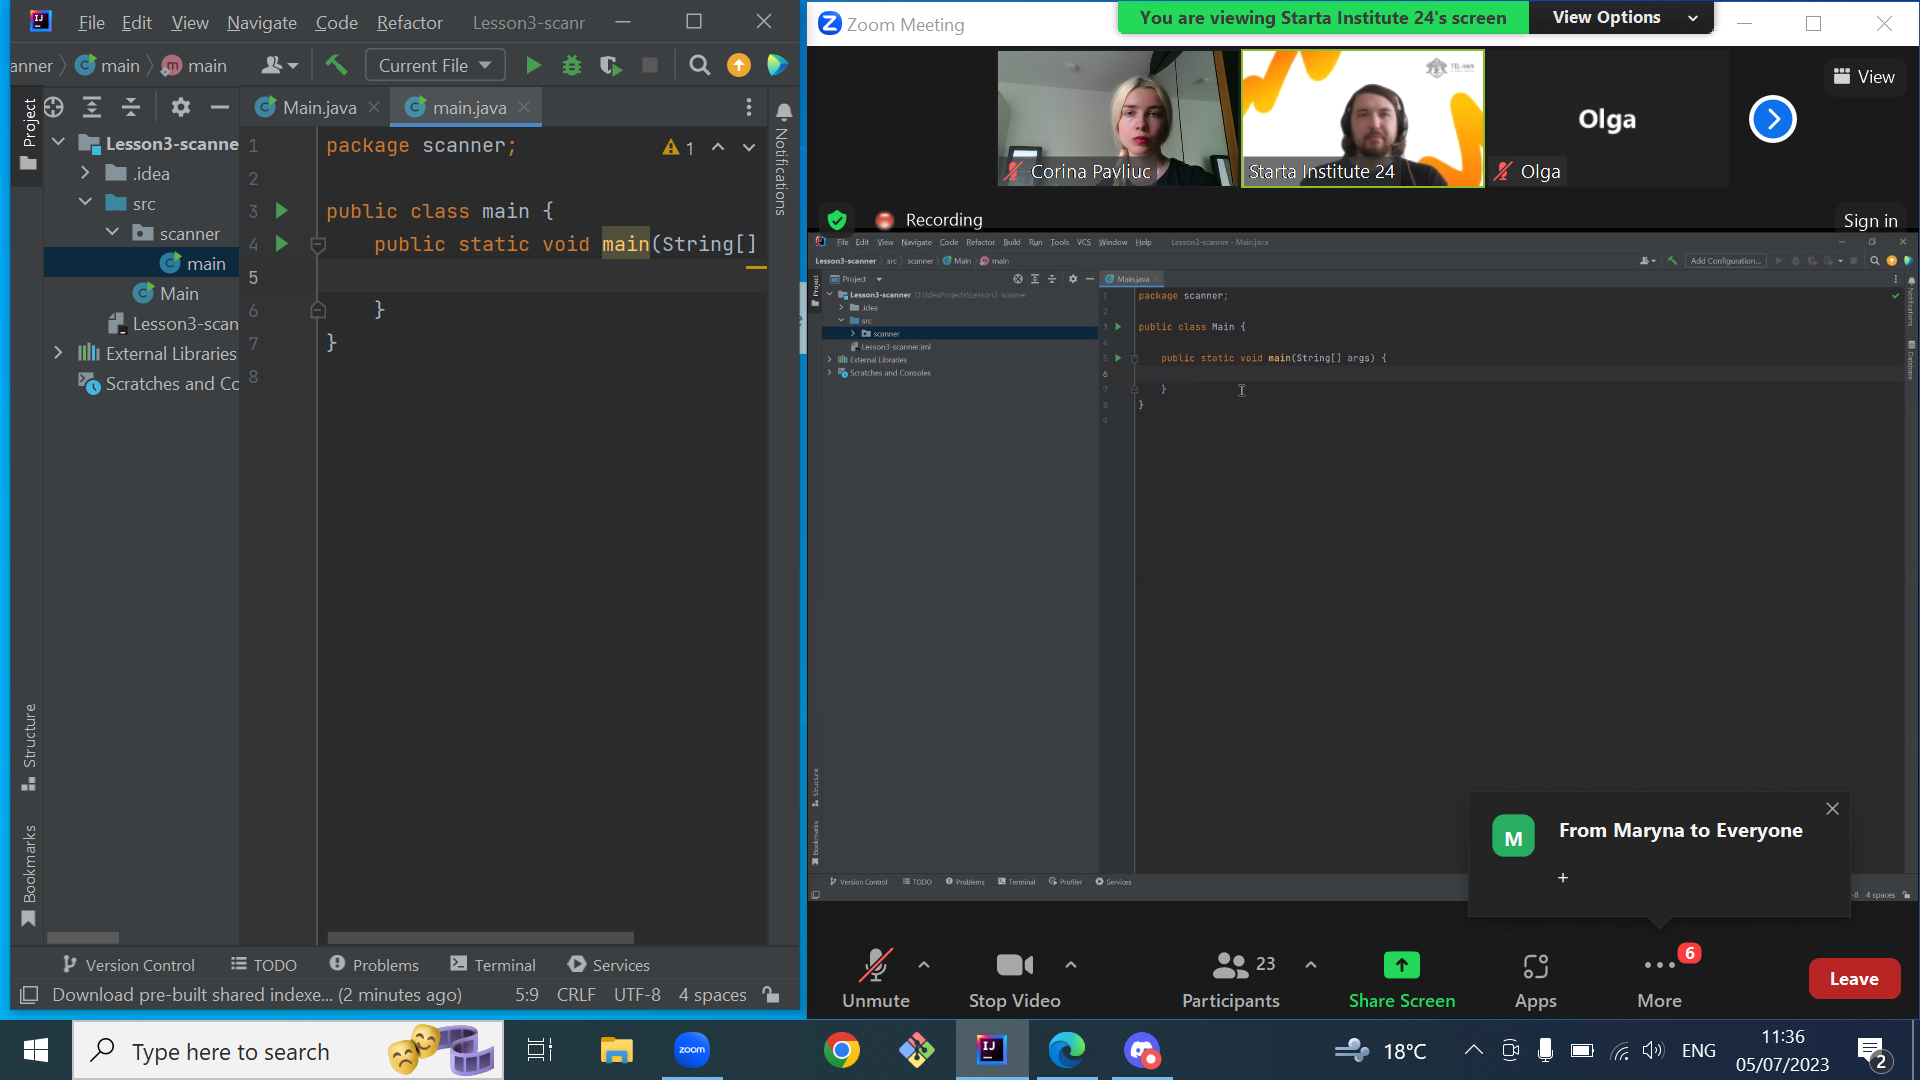 File Edit View Navigate Code Refactor Lesson3-scanr
anner main main Current File
Project
Main.java main.java
Notifications
Lesson3-scanne
.idea
src
scanner
main
Main
Lesson3-scan
External Libraries
Scratches and Co
1 package scanner;
1
2
3 public class main {
4 public static void main(String[]
5
6 }
7 }
8
Structure
Bookmarks
Version Control TODO Problems Terminal Services
Download pre-built shared indexe... (2 minutes ago) 5:9 CRLF UTF-8 4 spaces
Zoom Meeting
You are viewing Starta Institute 24's screen View Options
View
Corina Pavliuc
TEL-RAN
Starta Institute 24
Olga
Olga
Recording
Sign in
File Edit View Navigate Code Refactor Build Run Tools VCS Window Help Lesson3-scanner - Main.java
Lesson3-scanner src scanner Main main Add Configuration...
Project
Project
Main.java
Notifications
Database
Lesson3-scanner D:\IdeaProjects\Lesson3-scanner
.idea
src
scanner
Lesson3-scanner.iml
External Libraries
Scratches and Consoles
1 package scanner;
2
3 public class Main {
4
5 public static void main(String[] args) {
6
7 }
8 }
9
Structure
Bookmarks
Version Control TODO Problems Terminal Profiler Services
4 spaces
M
From Maryna to Everyone
+
Unmute Stop Video Participants 23 Share Screen Apps More 6 Leave
Type here to search
zoom
18°C
ENG
11:36
05/07/2023
2